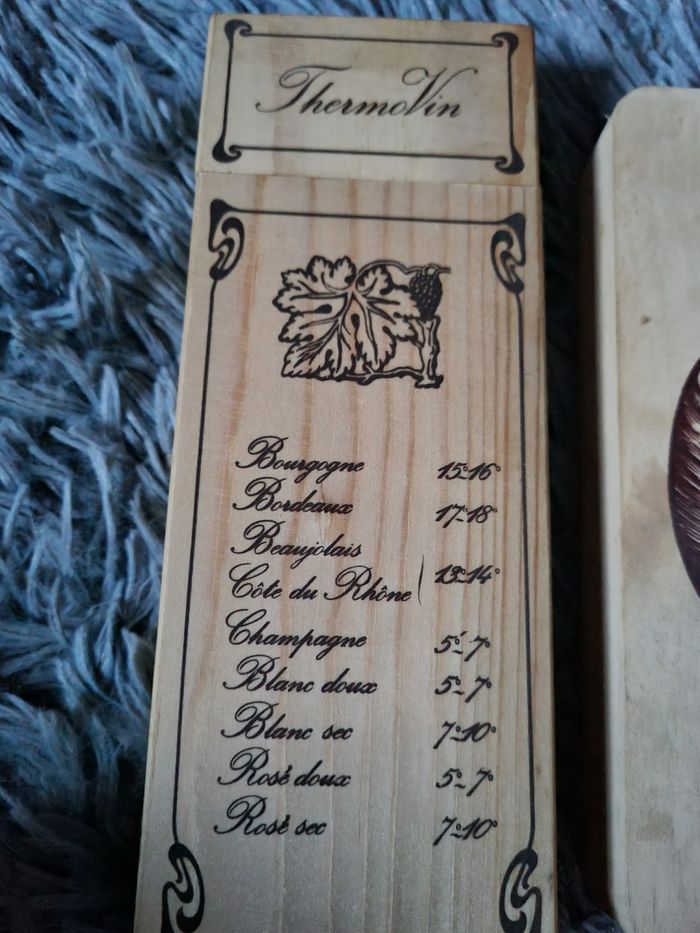 ThermoVin
Bourgogne 15°-16°
Bordeaux 17°-18°
Beaujolais
Côte du Rhône 13°-14°
Champagne 5°-7°
Blanc doux 5°-7°
Blanc sec 7°-10°
Rosé doux 5°-7°
Rosé sec 7°-10°